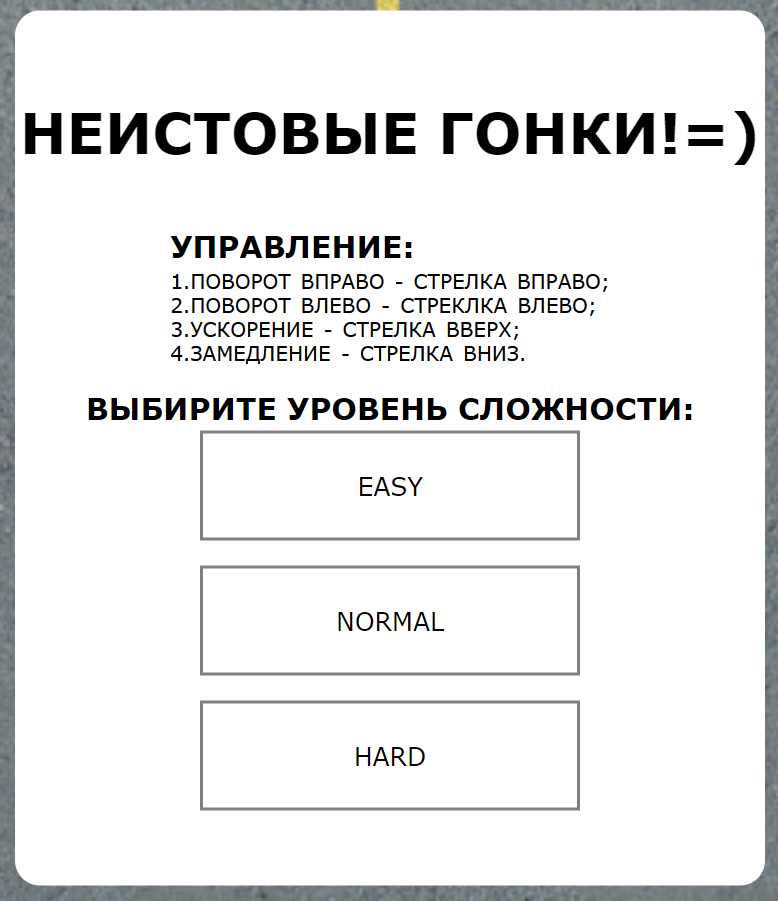 НЕИСТОВЫЕ ГОНКИ!=)
УПРАВЛЕНИЕ:
1.ПОВОРОТ ВПРАВО - СТРЕЛКА ВПРАВО;
2.ПОВОРОТ ВЛЕВО - СТРЕКЛКА ВЛЕВО;
3.УСКОРЕНИЕ - СТРЕЛКА ВВЕРХ;
4.ЗАМЕДЛЕНИЕ - СТРЕЛКА ВНИЗ.
ВЫБИРИТЕ УРОВЕНЬ СЛОЖНОСТИ:
EASY
NORMAL
HARD